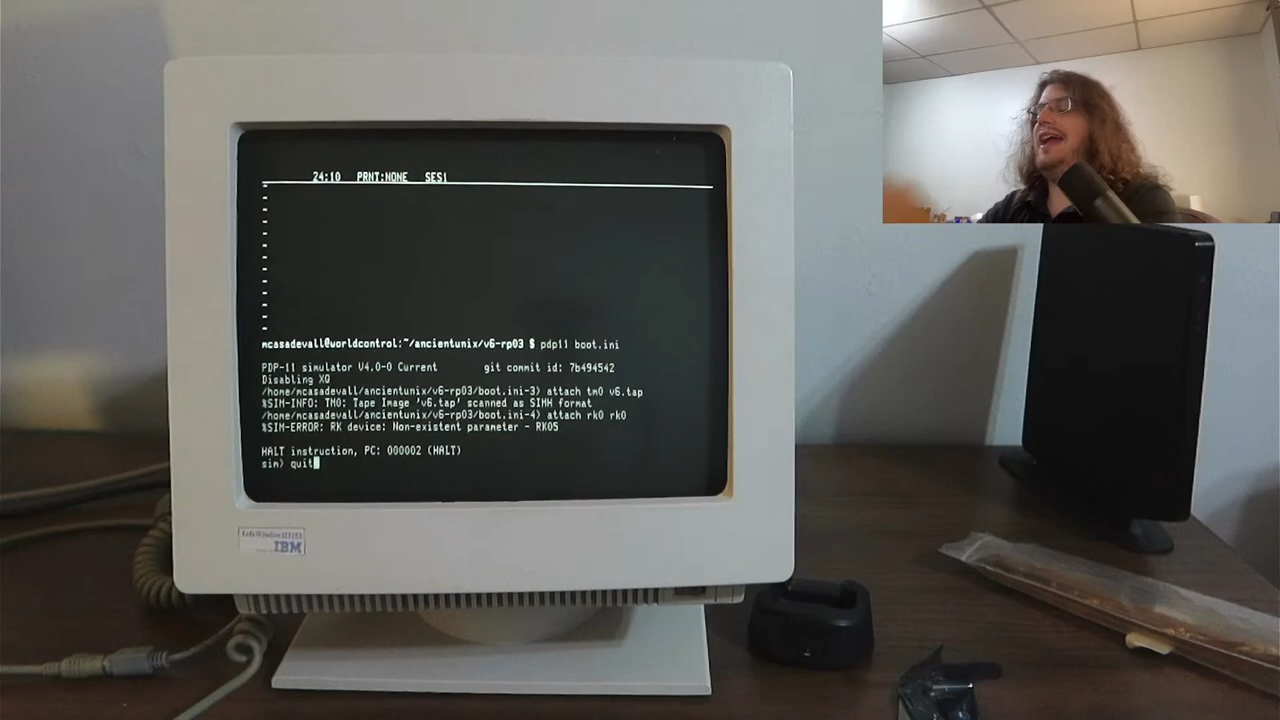 24:10 PRNT:NONE SES1
~
~
~
~
~
~
~
~
~
~
~
~
~
mcasadevall@worldcontrol:~/ancientunix/v6-rp03 $ pdp11 boot.ini
PDP-11 simulator V4.0-0 Current git commit id: 7b494542
Disabling XQ
/home/mcasadevall/ancientunix/v6-rp03/boot.ini-3> attach tm0 v6.tap
%SIM-INFO: TM0: Tape Image 'v6.tap' scanned as SIMH format
/home/mcasadevall/ancientunix/v6-rp03/boot.ini-4> attach rk0 rk0
%SIM-ERROR: RK device: Non-existent parameter - RK05
HALT instruction, PC: 000002 (HALT)
sim> quit
InfoWindow II 3153
IBM